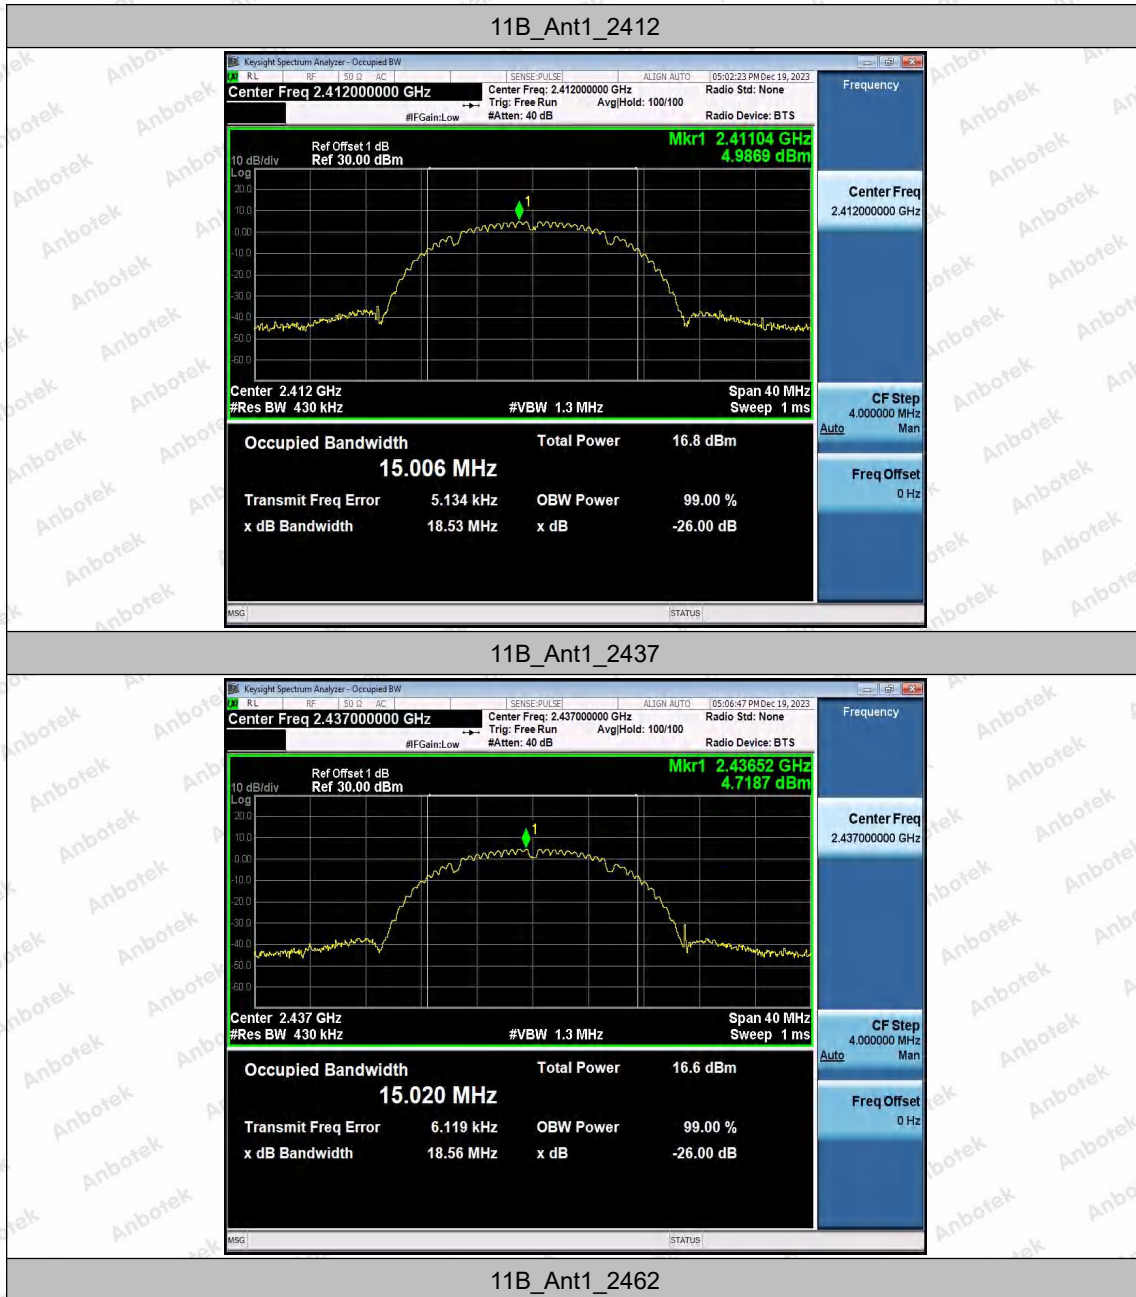 11B_Ant1_2412
Keysight Spectrum Analyzer - Occupied BW
LXI RL RF 50 Ω AC SENSE:PULSE ALIGN AUTO 05:02:23 PM Dec 19, 2023
Center Freq 2.412000000 GHz Center Freq: 2.412000000 GHz Radio Std: None Frequency
Trig: Free Run Avg|Hold: 100/100
#IFGain:Low #Atten: 40 dB Radio Device: BTS
Mkr1 2.41104 GHz
4.9869 dBm
Ref Offset 1 dB
10 dB/div Ref 30.00 dBm
Log
20.0
10.0
0.00
-10.0
-20.0
-30.0
-40.0
-50.0
-60.0
1
Center Freq
2.412000000 GHz
Center 2.412 GHz Span 40 MHz
#Res BW 430 kHz #VBW 1.3 MHz Sweep 1 ms
CF Step
4.000000 MHz
Auto Man
Occupied Bandwidth Total Power 16.8 dBm
15.006 MHz
Freq Offset
0 Hz
Transmit Freq Error 5.134 kHz OBW Power 99.00 %
x dB Bandwidth 18.53 MHz x dB -26.00 dB
MSG STATUS
11B_Ant1_2437
Keysight Spectrum Analyzer - Occupied BW
LXI RL RF 50 Ω AC SENSE:PULSE ALIGN AUTO 05:06:47 PM Dec 19, 2023
Center Freq 2.437000000 GHz Center Freq: 2.437000000 GHz Radio Std: None Frequency
Trig: Free Run Avg|Hold: 100/100
#IFGain:Low #Atten: 40 dB Radio Device: BTS
Mkr1 2.43652 GHz
4.7187 dBm
Ref Offset 1 dB
10 dB/div Ref 30.00 dBm
Log
20.0
10.0
0.00
-10.0
-20.0
-30.0
-40.0
-50.0
-60.0
1
Center Freq
2.437000000 GHz
Center 2.437 GHz Span 40 MHz
#Res BW 430 kHz #VBW 1.3 MHz Sweep 1 ms
CF Step
4.000000 MHz
Auto Man
Occupied Bandwidth Total Power 16.6 dBm
15.020 MHz
Freq Offset
0 Hz
Transmit Freq Error 6.119 kHz OBW Power 99.00 %
x dB Bandwidth 18.56 MHz x dB -26.00 dB
MSG STATUS
11B_Ant1_2462
Anbotek